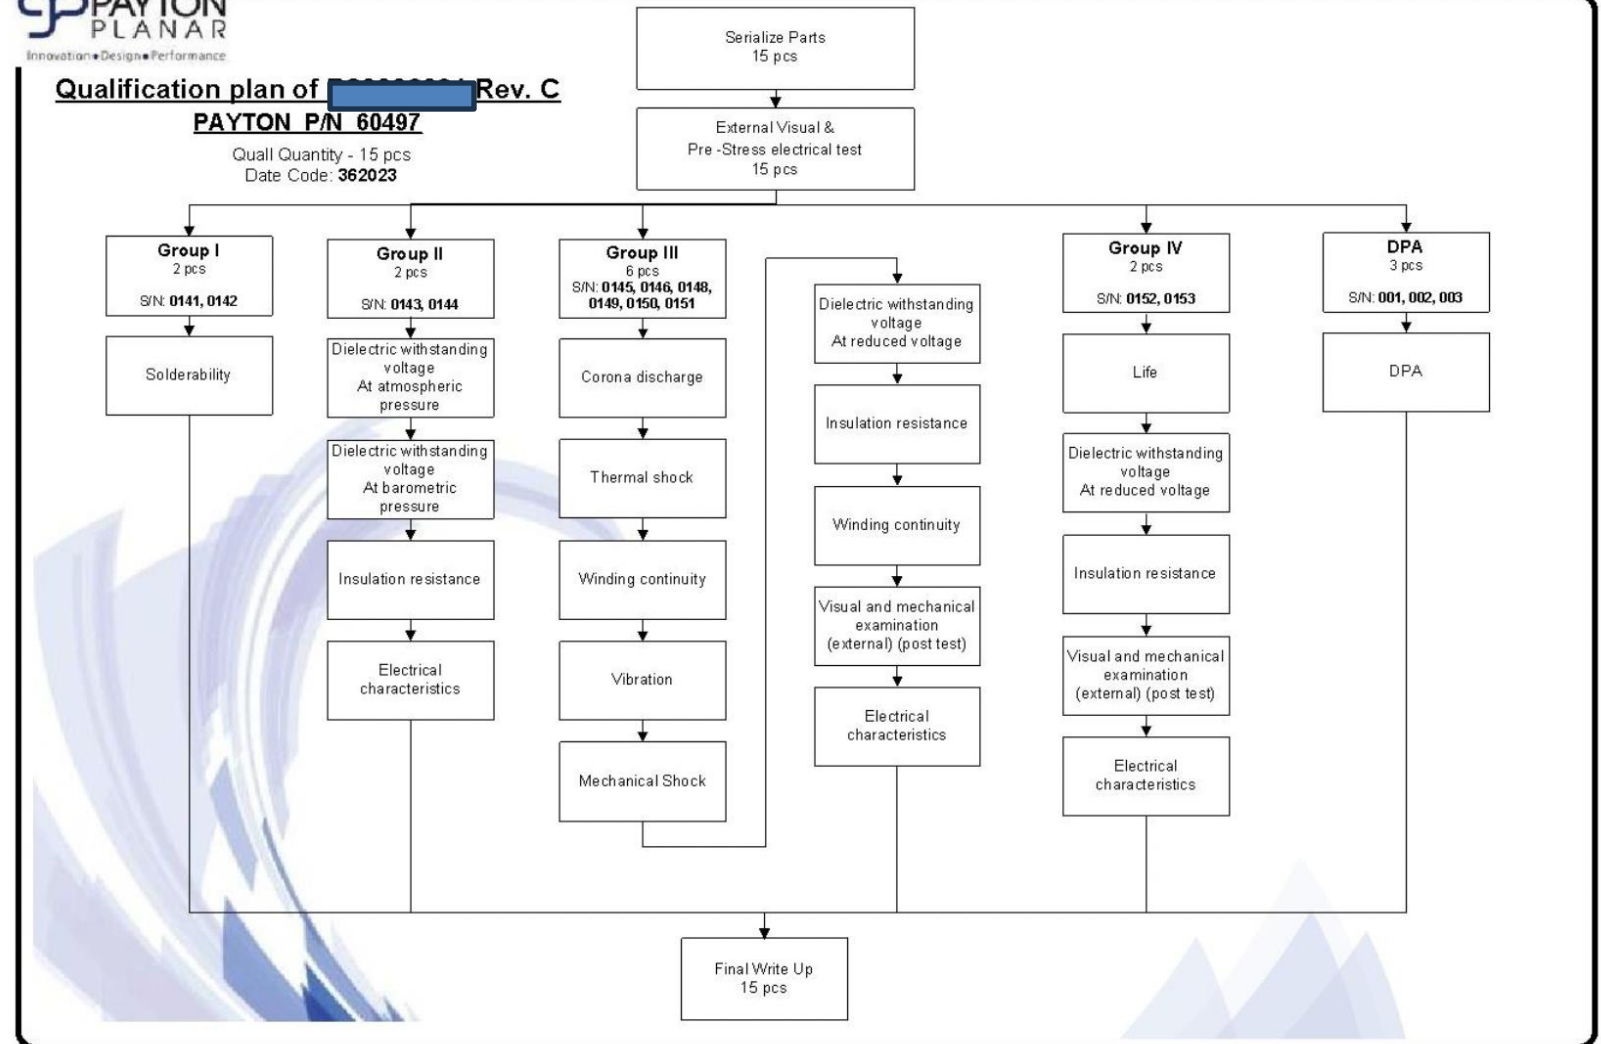 PAYTON
PLANAR
Innovation●Design●Performance
Qualification plan of Rev. C
PAYTON P/N 60497
Quall Quantity - 15 pcs
Date Code: 362023
Serialize Parts
15 pcs
External Visual &
Pre -Stress electrical test
15 pcs
Group I
2 pcs
S/N: 0141, 0142
Solderability
Group II
2 pcs
S/N: 0143, 0144
Dielectric withstanding
voltage
At atmospheric
pressure
Dielectric withstanding
voltage
At barometric
pressure
Insulation resistance
Electrical
characteristics
Group III
6 pcs
S/N: 0145, 0146, 0148,
0149, 0150, 0151
Corona discharge
Thermal shock
Winding continuity
Vibration
Mechanical Shock
Dielectric withstanding
voltage
At reduced voltage
Insulation resistance
Winding continuity
Visual and mechanical
examination
(external) (post test)
Electrical
characteristics
Group IV
2 pcs
S/N: 0152, 0153
Life
Dielectric withstanding
voltage
At reduced voltage
Insulation resistance
Visual and mechanical
examination
(external) (post test)
Electrical
characteristics
DPA
3 pcs
S/N: 001, 002, 003
DPA
Final Write Up
15 pcs